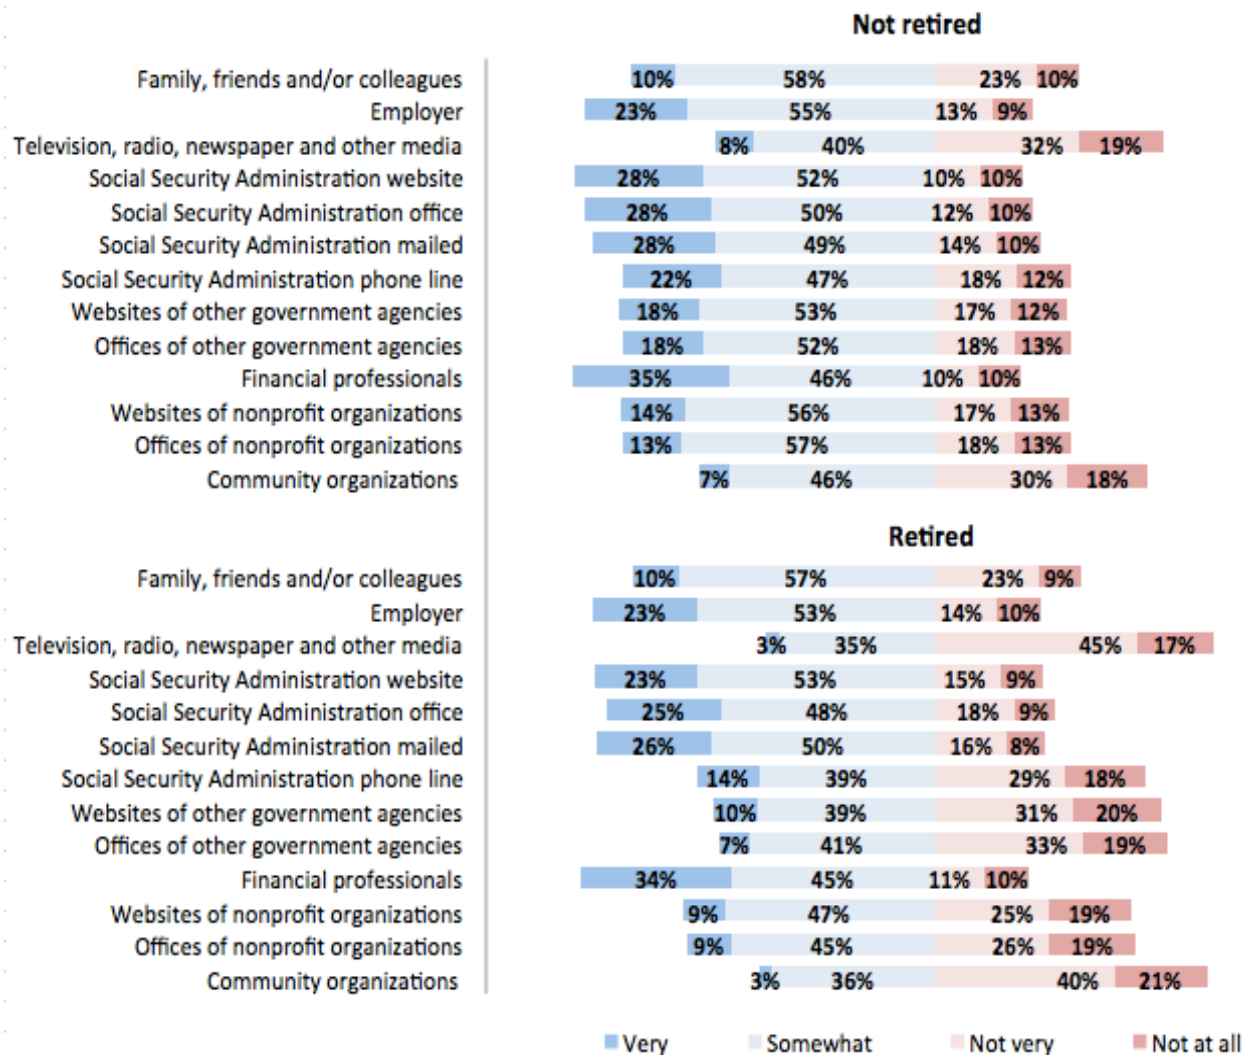 Not retired
Family, friends and/or colleagues 10% 58% 23% 10%
Employer 23% 55% 13% 9%
Television, radio, newspaper and other media 8% 40% 32% 19%
Social Security Administration website 28% 52% 10% 10%
Social Security Administration office 28% 50% 12% 10%
Social Security Administration mailed 28% 49% 14% 10%
Social Security Administration phone line 22% 47% 18% 12%
Websites of other government agencies 18% 53% 17% 12%
Offices of other government agencies 18% 52% 18% 13%
Financial professionals 35% 46% 10% 10%
Websites of nonprofit organizations 14% 56% 17% 13%
Offices of nonprofit organizations 13% 57% 18% 13%
Community organizations 7% 46% 30% 18%
Retired
Family, friends and/or colleagues 10% 57% 23% 9%
Employer 23% 53% 14% 10%
Television, radio, newspaper and other media 3% 35% 45% 17%
Social Security Administration website 23% 53% 15% 9%
Social Security Administration office 25% 48% 18% 9%
Social Security Administration mailed 26% 50% 16% 8%
Social Security Administration phone line 14% 39% 29% 18%
Websites of other government agencies 10% 39% 31% 20%
Offices of other government agencies 7% 41% 33% 19%
Financial professionals 34% 45% 11% 10%
Websites of nonprofit organizations 9% 47% 25% 19%
Offices of nonprofit organizations 9% 45% 26% 19%
Community organizations 3% 36% 40% 21%
Very Somewhat Not very Not at all